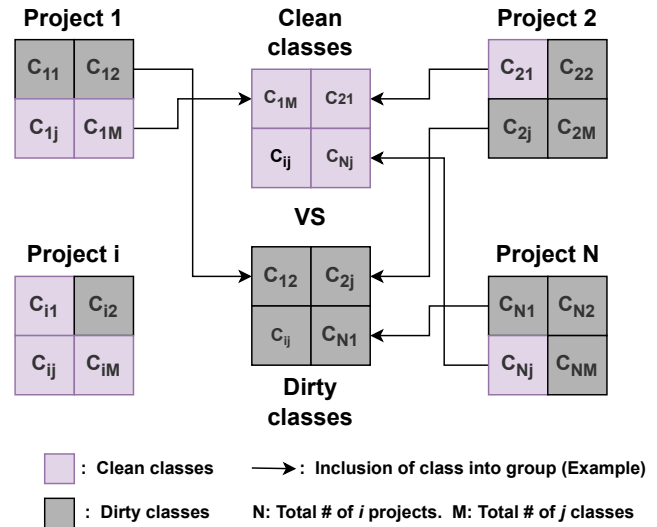 Project 1
C11 C12
C1j C1M
Clean
classes
C1M C21
Cij CNj
VS
C12 C2j
Cij CN1
Dirty
classes
Project 2
C21 C22
C2j C2M
Project i
Ci1 Ci2
Cij CiM
Project N
CN1 CN2
CNj CNM
: Clean classes
: Inclusion of class into group (Example)
: Dirty classes
N: Total # of i projects. M: Total # of j classes